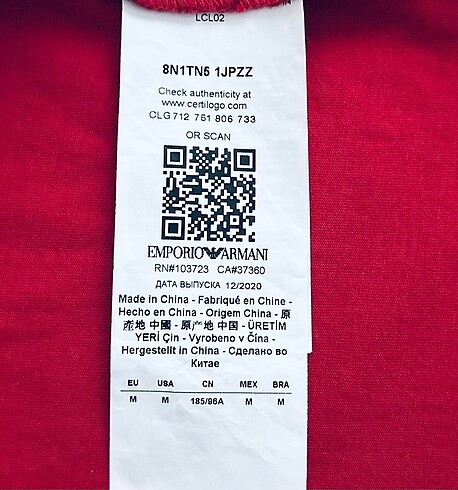 LCL02
8N1TN5 1JPZZ
Check authenticity at
www.certilogo.com
CLG 712 751 806 733
OR SCAN
EMPORIO ARMANI
RN#103723 CA#37360
ДАТА ВЫПУСКА 12/2020
Made in China - Fabriqué en Chine -
Hecho en China - Origem China - 原
產地 中國 - 原产地 中国 - ÜRETİM
YERİ Çin - Vyrobeno v Čína -
Hergestellt in China - Сделано во
Китае
EU USA CN MEX BRA
M M 185/96A M M